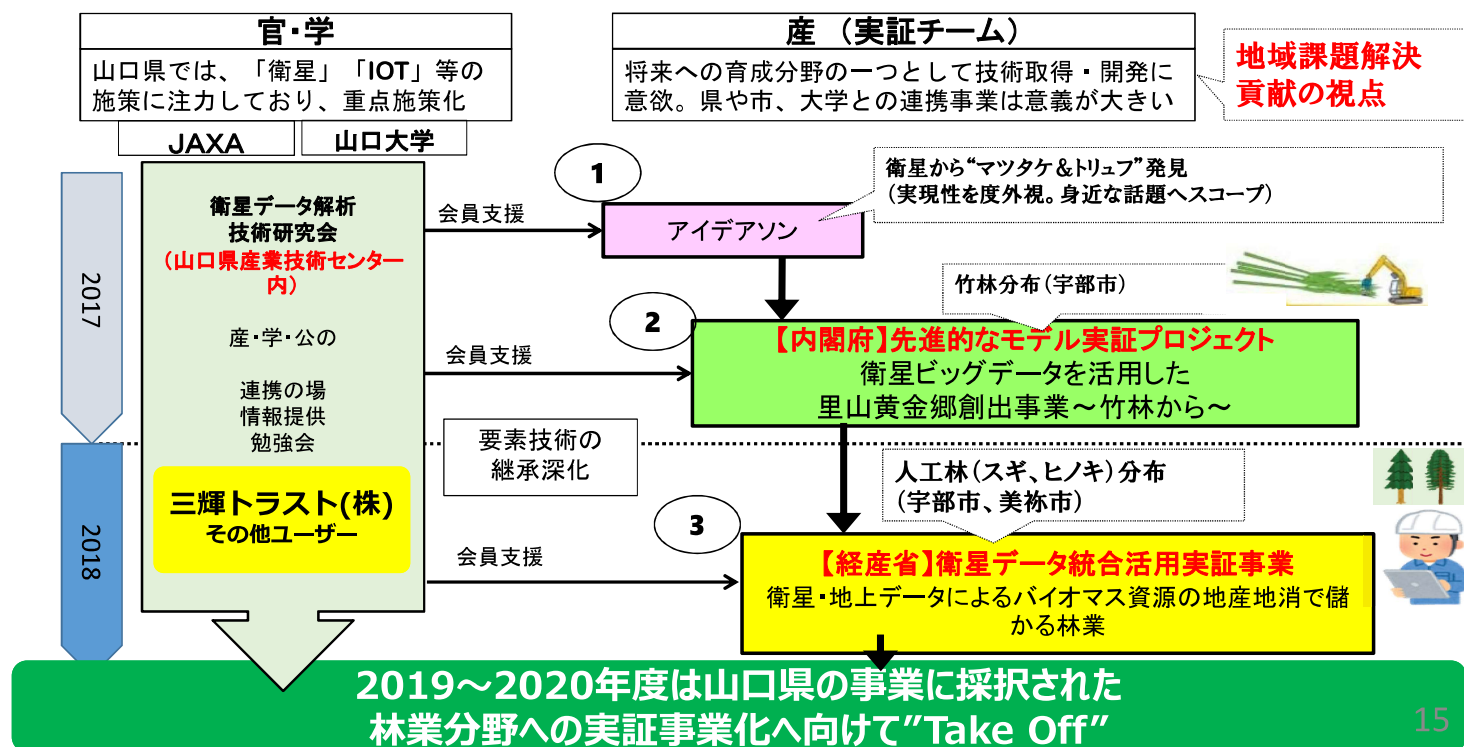 官・学
山口県では、「衛星」「IOT」等の
施策に注力しており、重点施策化
JAXA
山口大学
産 (実証チーム)
将来への育成分野の一つとして技術取得・開発に
意欲。県や市、大学との連携事業は意義が大きい
地域課題解決
貢献の視点
2017
2018
衛星データ解析
技術研究会
(山口県産業技術センター
内)
産・学・公の
連携の場
情報提供
勉強会
三輝トラスト(株)
その他ユーザー
会員支援
1
アイデアソン
衛星から“マツタケ&トリュフ”発見
(実現性を度外視。身近な話題へスコープ)
会員支援
2
竹林分布(宇部市)
【内閣府】先進的なモデル実証プロジェクト
衛星ビッグデータを活用した
里山黄金郷創出事業~竹林から~
要素技術の
継承深化
会員支援
3
人工林(スギ、ヒノキ)分布
(宇部市、美祢市)
【経産省】衛星データ統合活用実証事業
衛星・地上データによるバイオマス資源の地産地消で儲
かる林業
2019~2020年度は山口県の事業に採択された
林業分野への実証事業化へ向けて”Take Off”
15